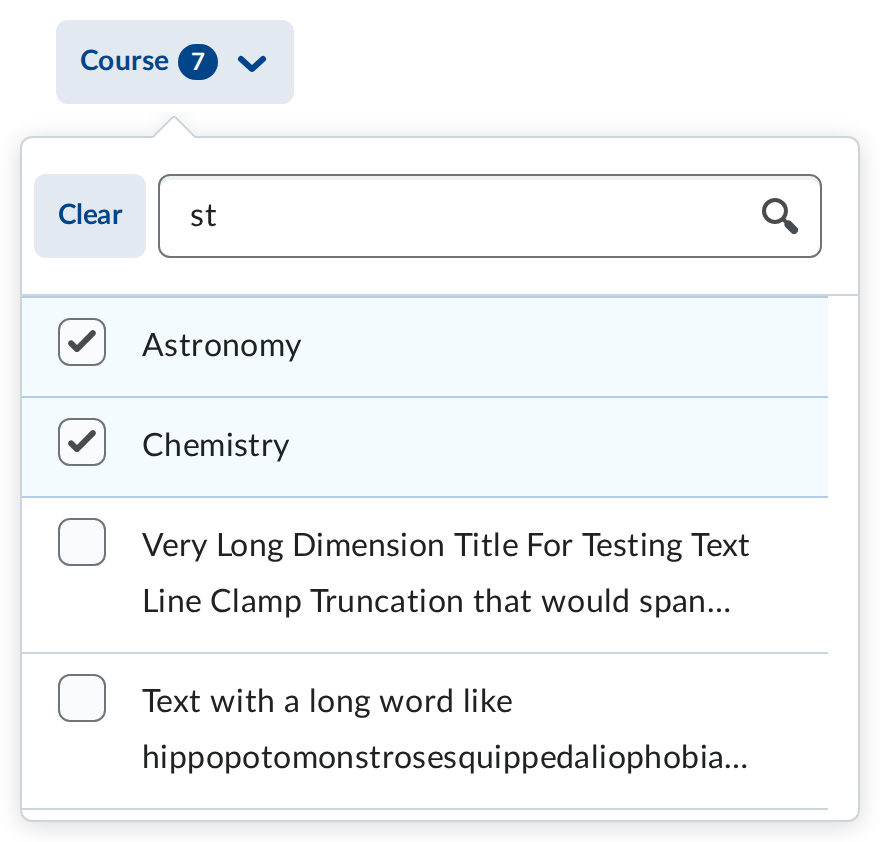 Course 7
Clear
st
Astronomy
Chemistry
Very Long Dimension Title For Testing Text
Line Clamp Truncation that would span...
Text with a long word like
hippopotomonstrosesquippedaliophobia...